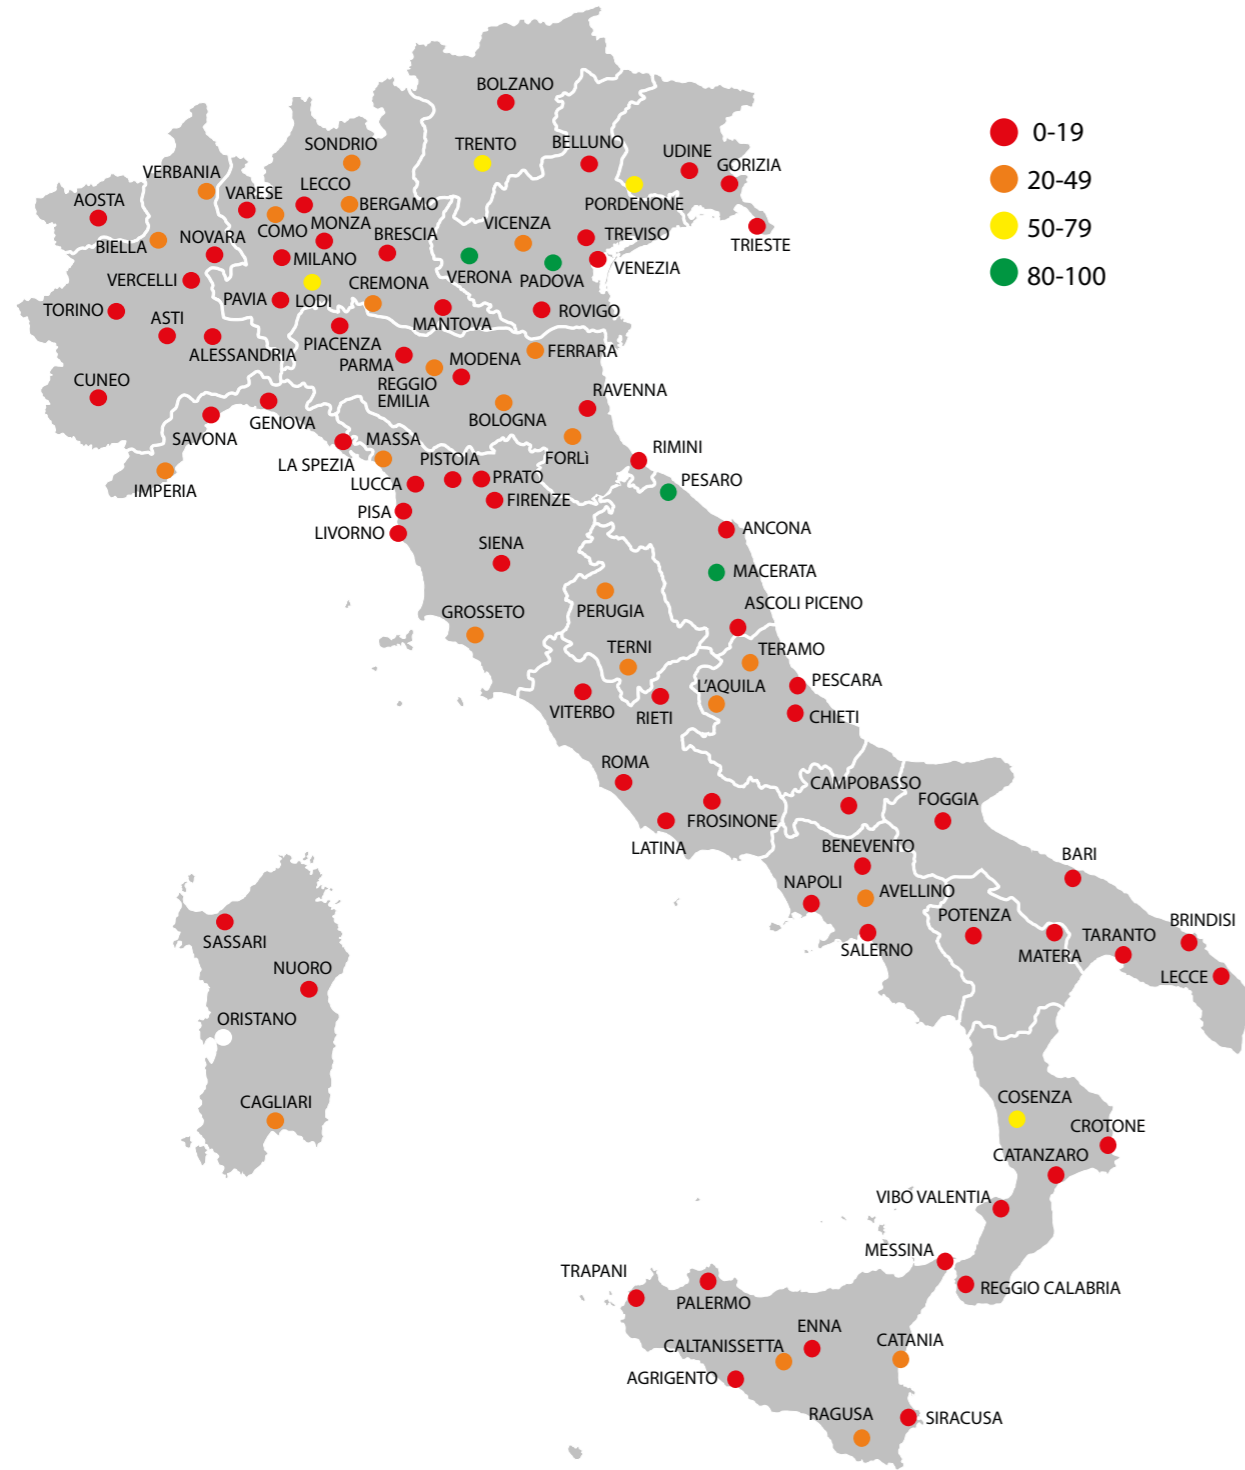 BOLZANO
0-19
SONDRIO
TRENTO
BELLUNO
UDINE
GORIZIA
VERBANIA
20-49
AOSTA
VARESE
LECCO
BERGAMO
PORDENONE
50-79
BIELLA
NOVARA
COMO
MONZA
BRESCIA
VICENZA
TREVISO
TRIESTE
MILANO
VENEZIA
80-100
VERCELLI
PAVIA
LODI
CREMONA
VERONA
PADOVA
TORINO
ASTI
MANTOVA
ROVIGO
ALESSANDRIA
PIACENZA
PARMA
MODENA
FERRARA
CUNEO
REGGIO
EMILIA
RAVENNA
SAVONA
GENOVA
BOLOGNA
MASSA
FORLì
RIMINI
LA SPEZIA
PISTOIA
IMPERIA
LUCCA
PRATO
PESARO
FIRENZE
PISA
LIVORNO
ANCONA
SIENA
MACERATA
GROSSETO
PERUGIA
ASCOLI PICENO
TERNI
TERAMO
L'AQUILA
PESCARA
VITERBO
RIETI
CHIETI
ROMA
CAMPOBASSO
FOGGIA
FROSINONE
LATINA
BENEVENTO
BARI
NAPOLI
AVELLINO
POTENZA
BRINDISI
SASSARI
SALERNO
MATERA
TARANTO
NUORO
LECCE
ORISTANO
CAGLIARI
COSENZA
CROTONE
CATANZARO
VIBO VALENTIA
MESSINA
TRAPANI
PALERMO
REGGIO CALABRIA
ENNA
CALTANISSETTA
CATANIA
AGRIGENTO
RAGUSA
SIRACUSA